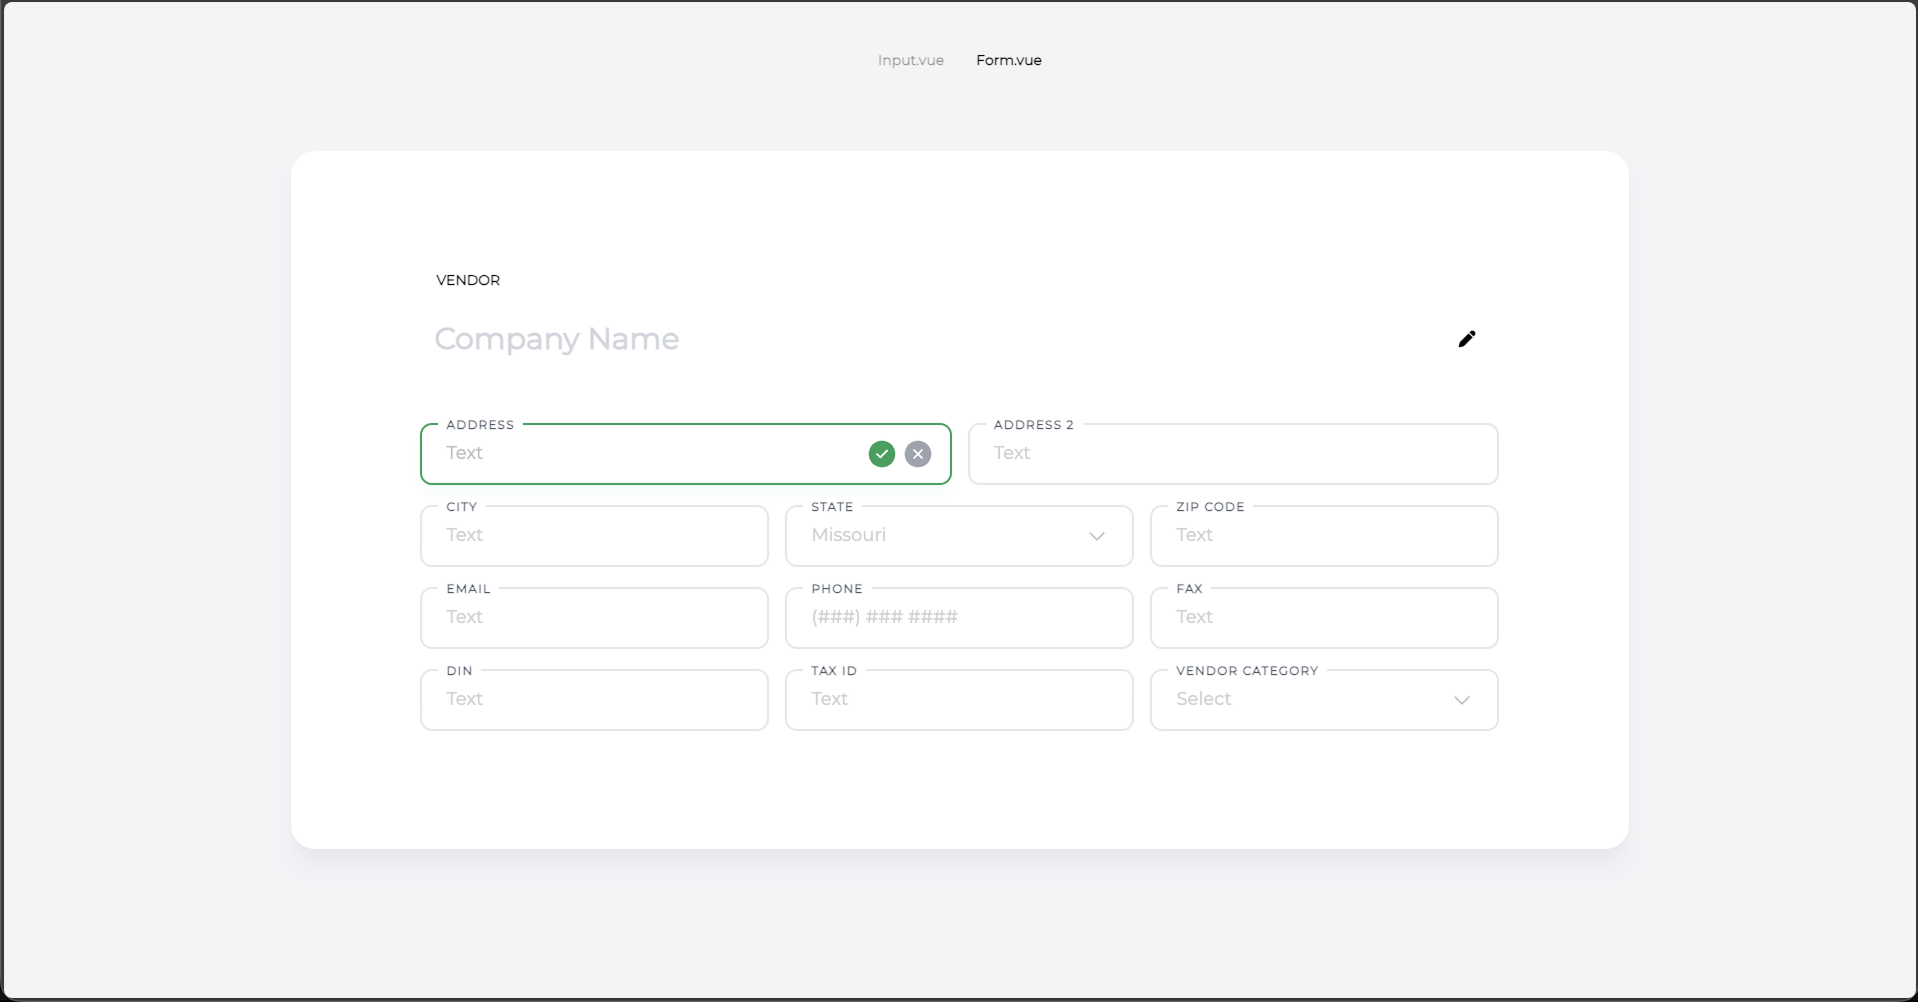 Input.vue Form.vue
VENDOR
Company Name
ADDRESS
Text
ADDRESS 2
Text
CITY
Text
STATE
Missouri
ZIP CODE
Text
EMAIL
Text
PHONE
(###) ### ####
FAX
Text
DIN
Text
TAX ID
Text
VENDOR CATEGORY
Select